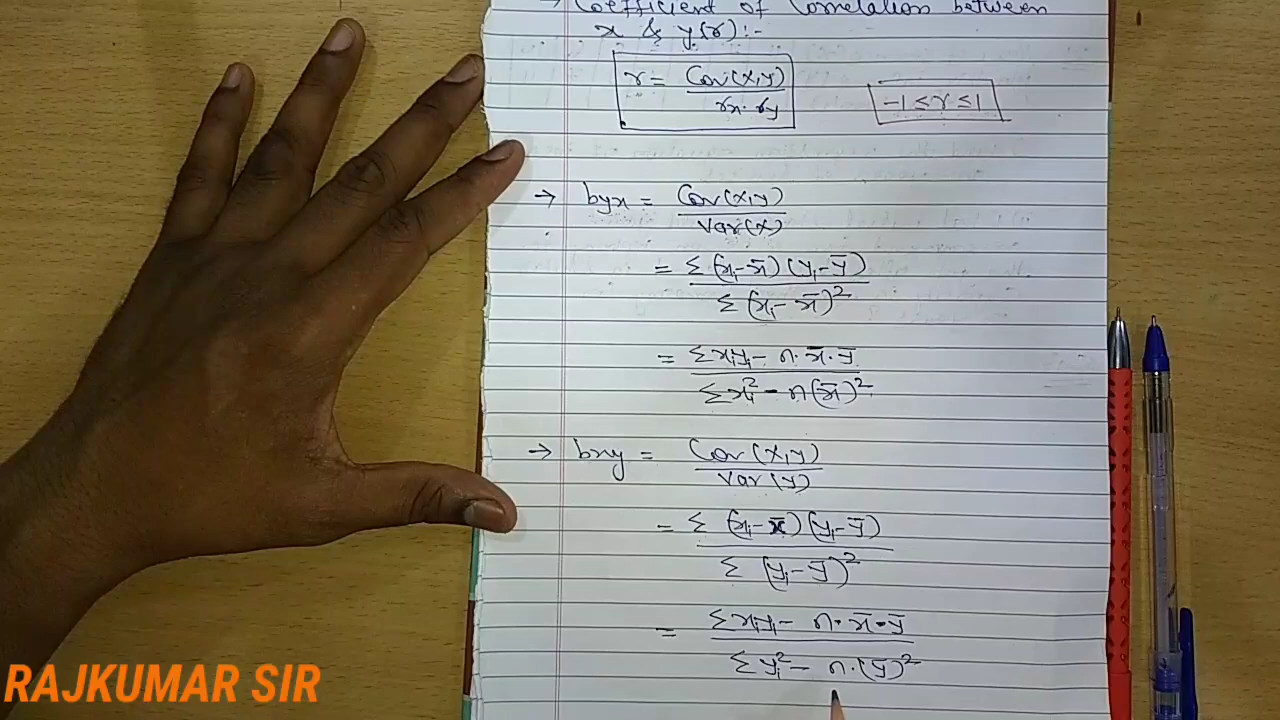 → Coefficient of Correlation between
x & y(r):-
r = Cov(x,y) / σx · σy
-1 ≤ r ≤ 1
→ byx = Cov(x,y) / Var(x)
= Σ(xi-x̄)(yi-ȳ) / Σ(xi-x̄)²
= Σxiyi - n·x̄·ȳ / Σxi² - n(x̄)²
→ bxy = Cov(x,y) / Var(y)
= Σ(xi-x̄)(yi-ȳ) / Σ(yi-ȳ)²
= Σxiyi - n·x̄·ȳ / Σyi² - n·(ȳ)²
RAJKUMAR SIR